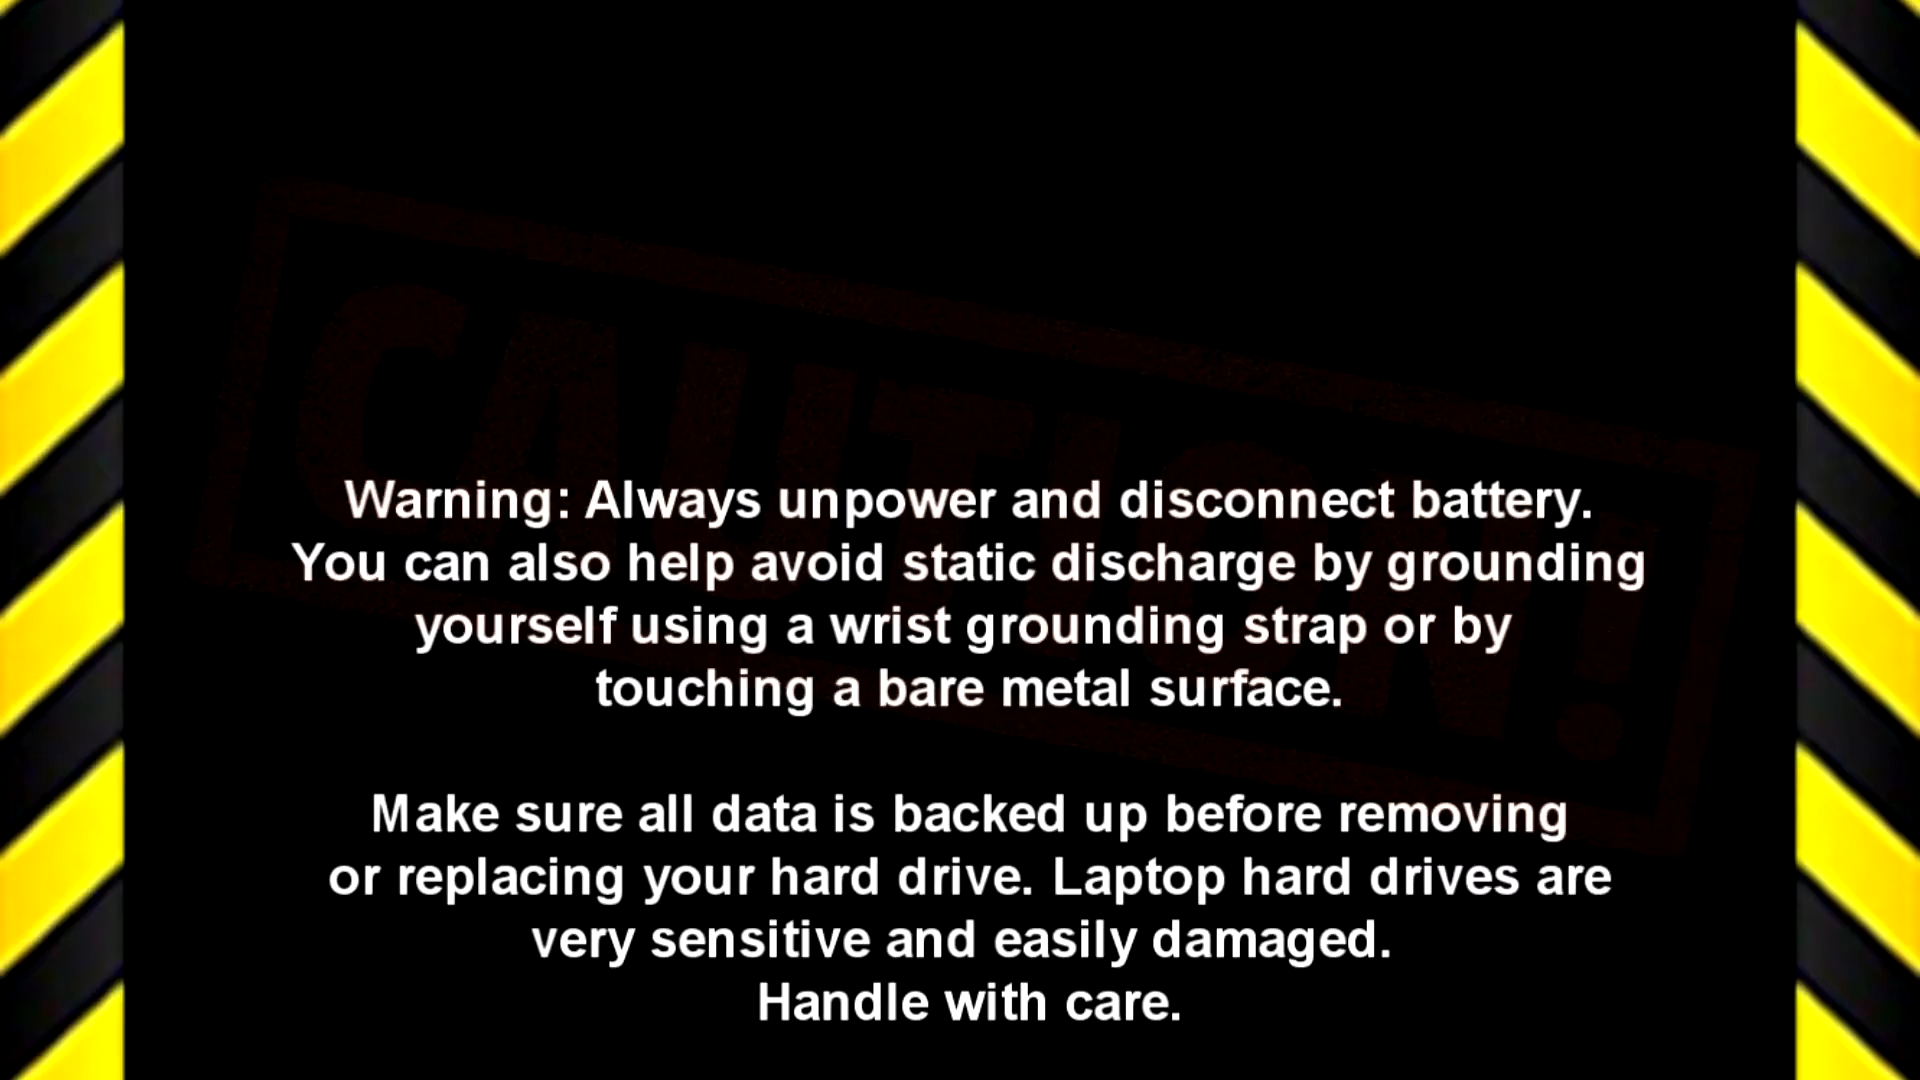 CAUTION!
Warning: Always unpower and disconnect battery.
You can also help avoid static discharge by grounding
yourself using a wrist grounding strap or by
touching a bare metal surface.
Make sure all data is backed up before removing
or replacing your hard drive. Laptop hard drives are
very sensitive and easily damaged.
Handle with care.